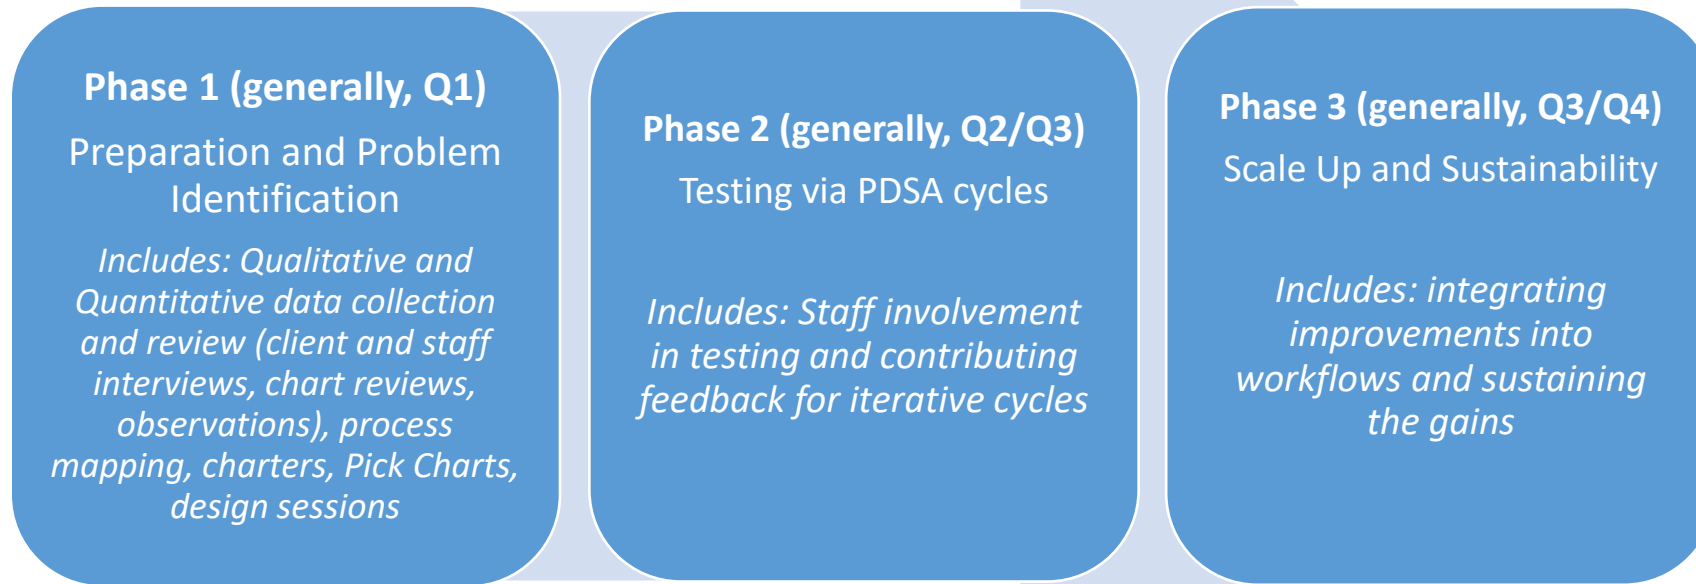 Phase 1 (generally, Q1)
Preparation and Problem
Identification
Includes: Qualitative and
Quantitative data collection
and review (client and staff
interviews, chart reviews,
observations), process
mapping, charters, Pick Charts,
design sessions
Phase 2 (generally, Q2/Q3)
Testing via PDSA cycles
Includes: Staff involvement
in testing and contributing
feedback for iterative cycles
Phase 3 (generally, Q3/Q4)
Scale Up and Sustainability
Includes: integrating
improvements into
workflows and sustaining
the gains